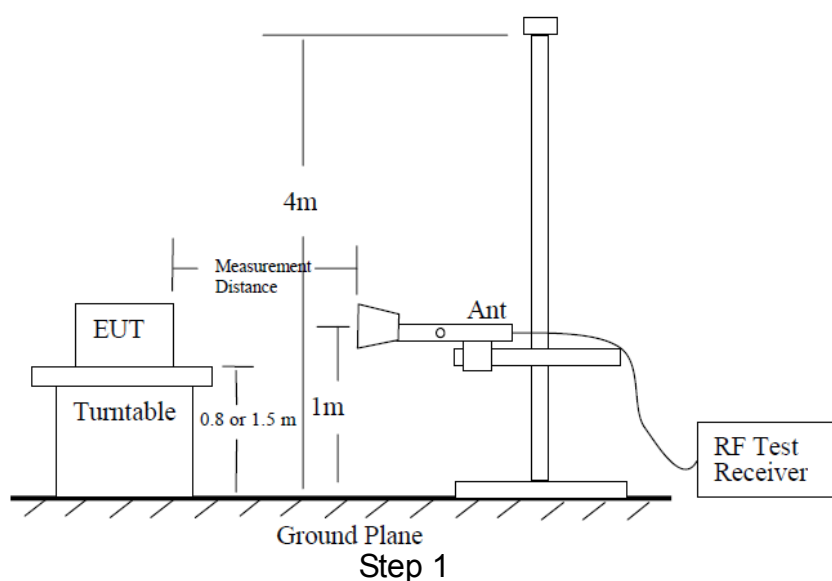 4m
Measurement
Distance
Ant
EUT
Turntable
0.8 or 1.5 m
1m
RF Test
Receiver
Ground Plane
Step 1